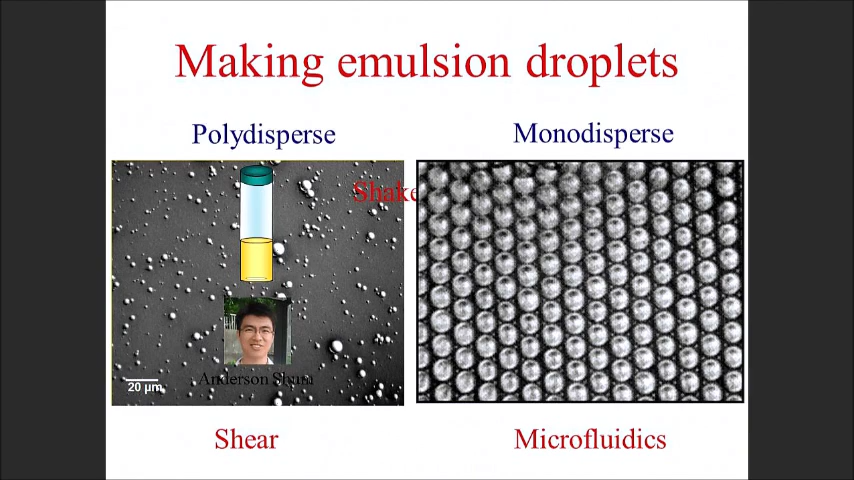 Making emulsion droplets
Polydisperse
Monodisperse
Shake
Anderson Shum
20 µm
Shear
Microfluidics